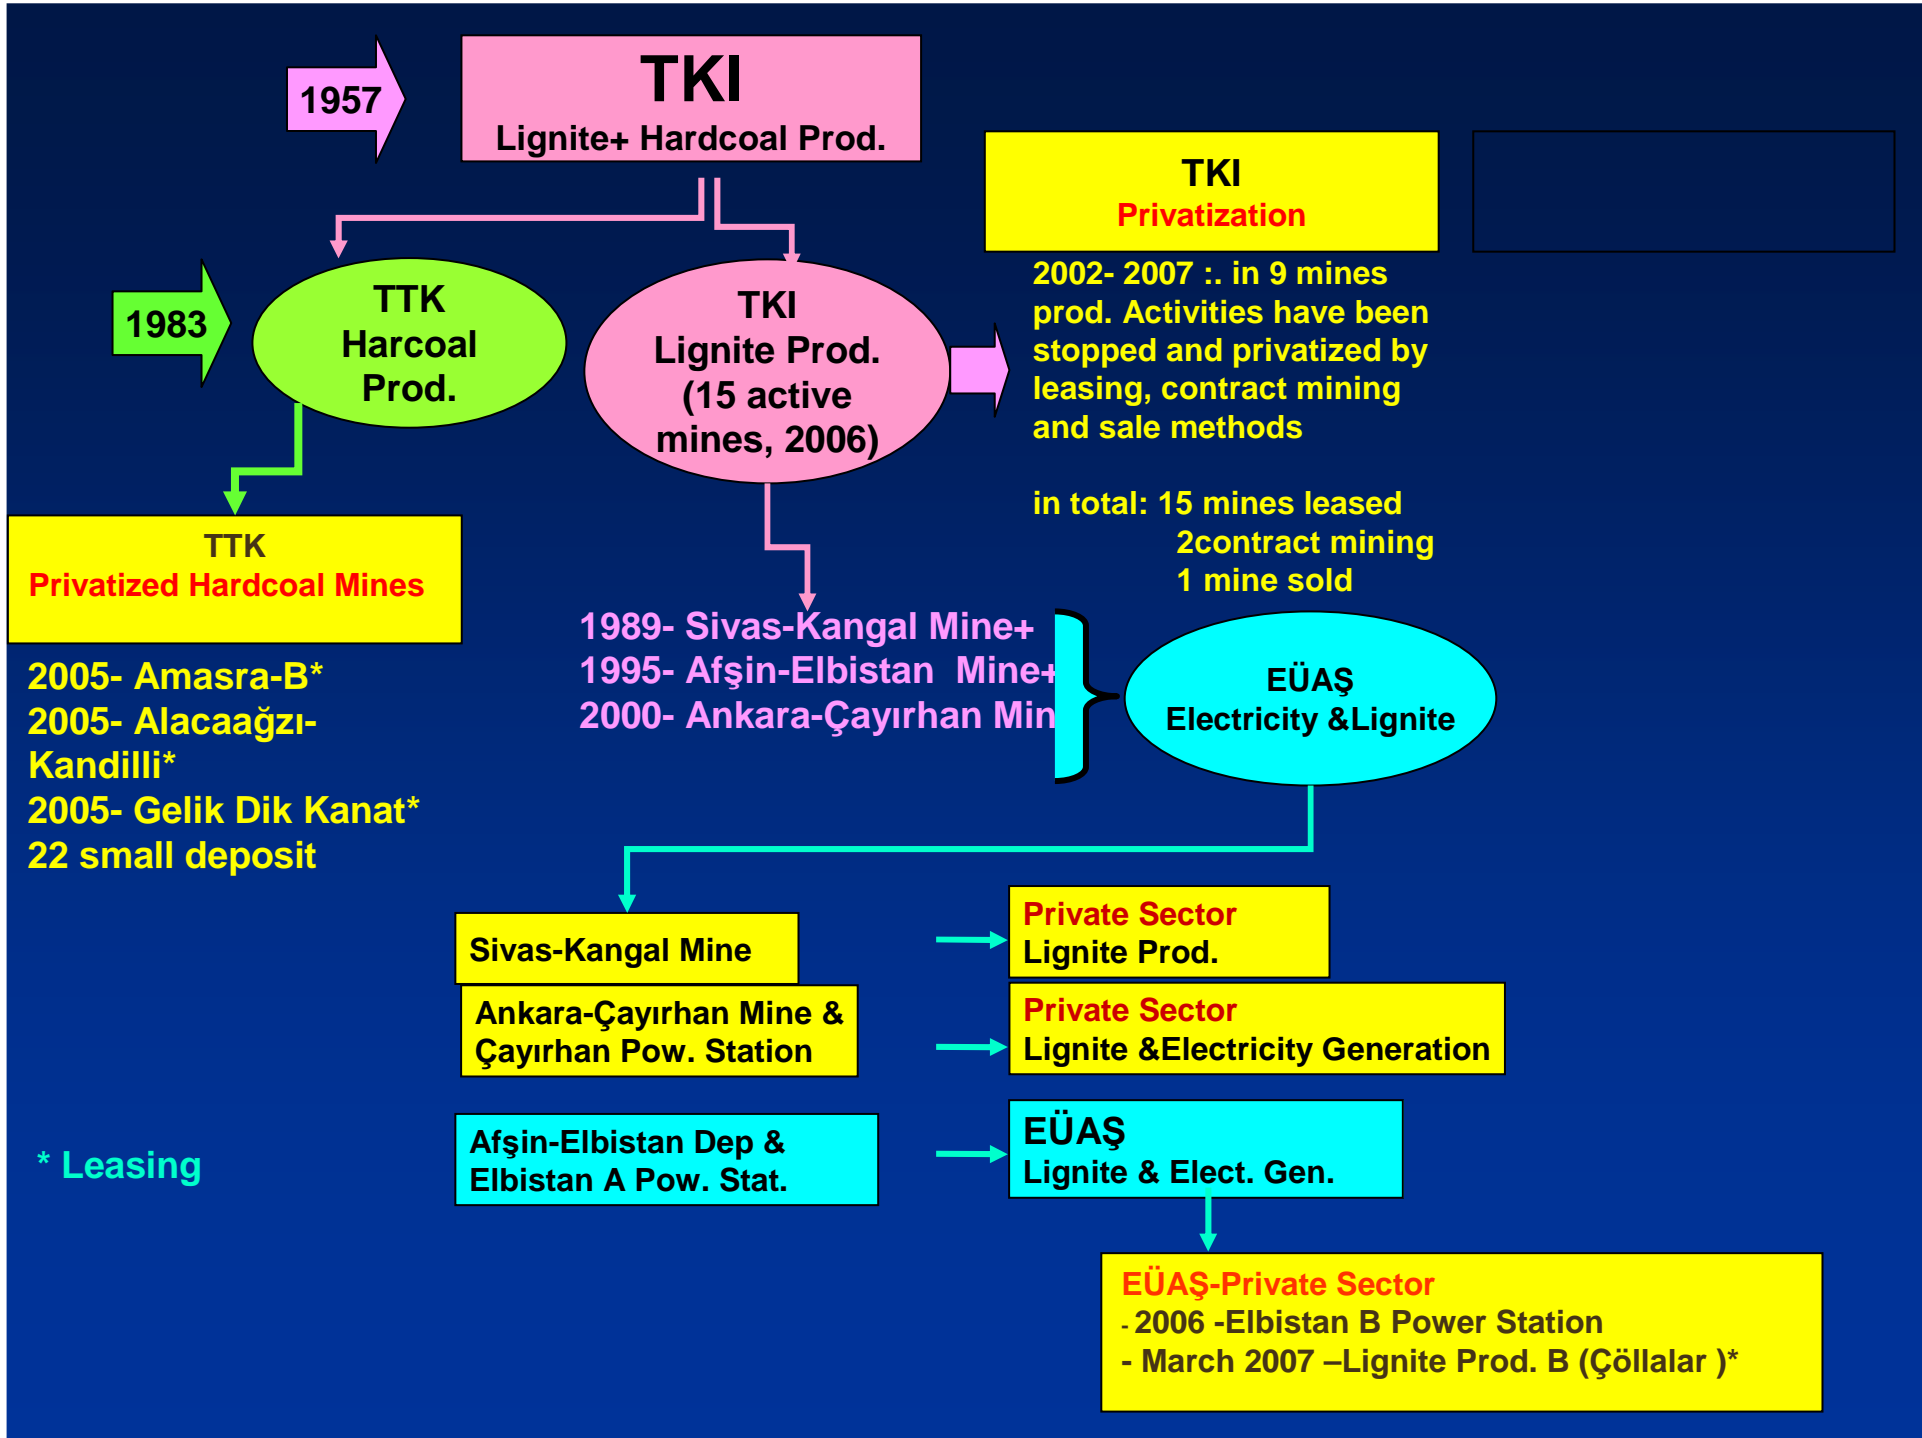 1957
TKI
Lignite+ Hardcoal Prod.
TKI
Privatization
1983
TTK
Harcoal
Prod.
TKI
Lignite Prod.
(15 active
mines, 2006)
2002- 2007 :. in 9 mines
prod. Activities have been
stopped and privatized by
leasing, contract mining
and sale methods
in total: 15 mines leased
2contract mining
1 mine sold
TTK
Privatized Hardcoal Mines
2005- Amasra-B*
2005- Alacaağzı-
Kandilli*
2005- Gelik Dik Kanat*
22 small deposit
1989- Sivas-Kangal Mine+
1995- Afşin-Elbistan Mine+
2000- Ankara-Çayırhan Min
EÜAŞ
Electricity &Lignite
Sivas-Kangal Mine
Private Sector
Lignite Prod.
Ankara-Çayırhan Mine &
Çayırhan Pow. Station
Private Sector
Lignite &Electricity Generation
Afşin-Elbistan Dep &
Elbistan A Pow. Stat.
EÜAŞ
Lignite & Elect. Gen.
* Leasing
EÜAŞ-Private Sector
- 2006 -Elbistan B Power Station
- March 2007 –Lignite Prod. B (Çöllalar )*